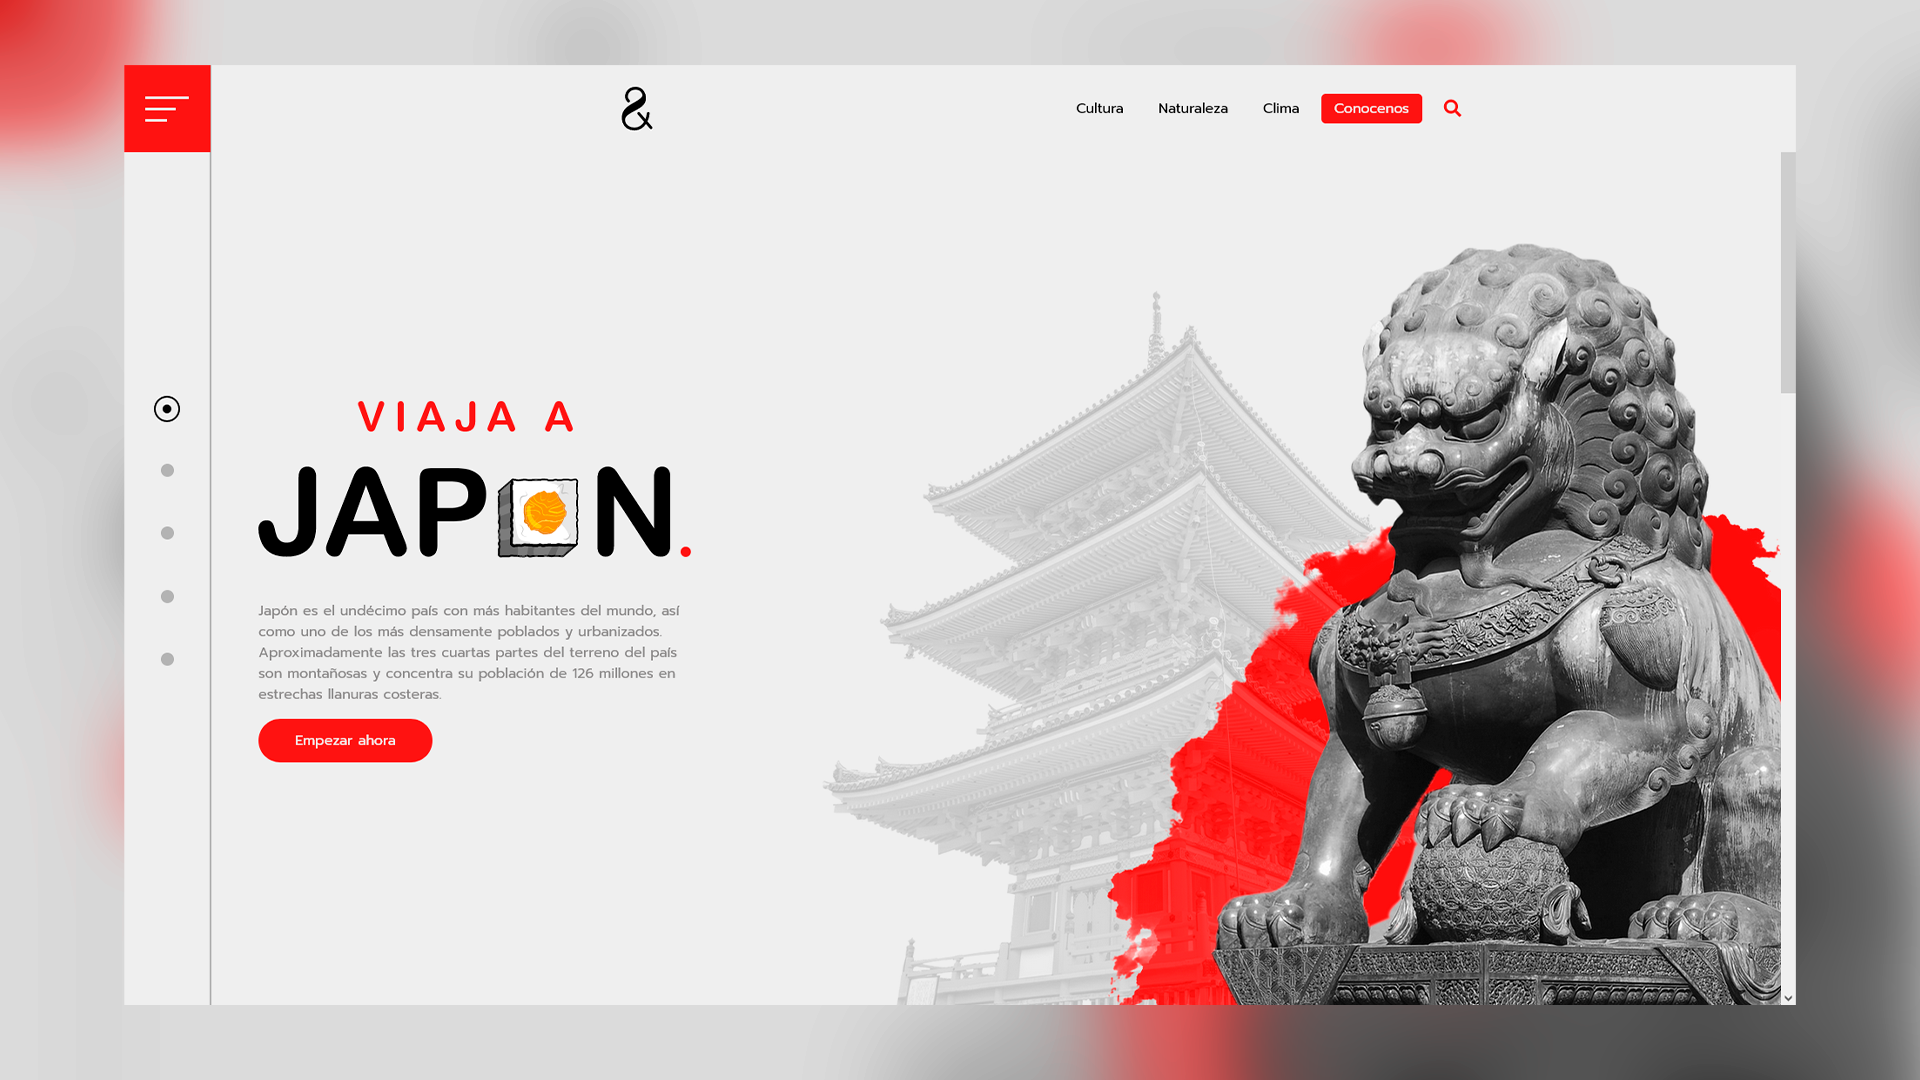 &
Cultura Naturaleza Clima Conocenos
VIAJA A
JAPON.
Japón es el undécimo país con más habitantes del mundo, así
como uno de los más densamente poblados y urbanizados.
Aproximadamente las tres cuartas partes del terreno del país
son montañosas y concentra su población de 126 millones en
estrechas llanuras costeras.
Empezar ahora